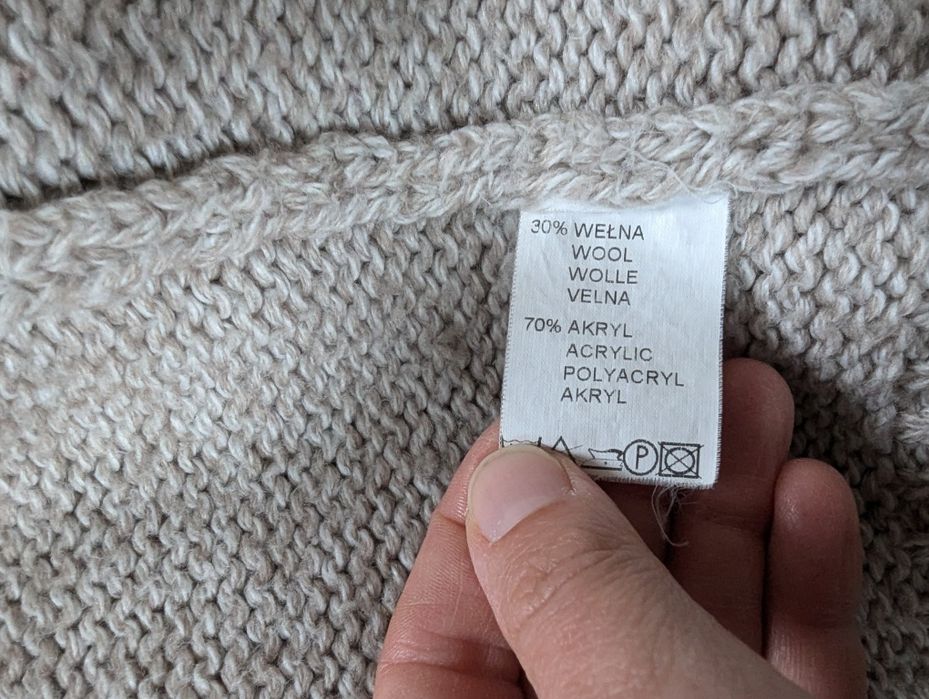 30% WEŁNA
WOOL
WOLLE
VELNA
70% AKRYL
ACRYLIC
POLYACRYL
AKRYL
P